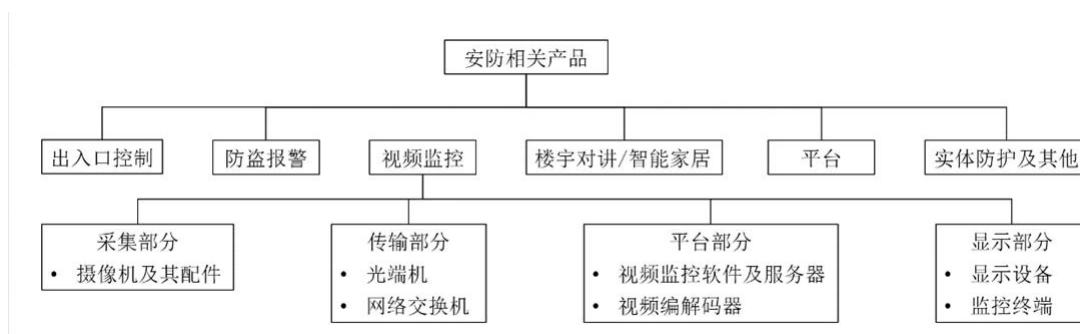 安防相关产品
出入口控制
防盗报警
视频监控
楼宇对讲/智能家居
平台
实体防护及其他
采集部分
• 摄像机及其配件
传输部分
• 光端机
• 网络交换机
平台部分
• 视频监控软件及服务器
• 视频编解码器
显示部分
• 显示设备
• 监控终端